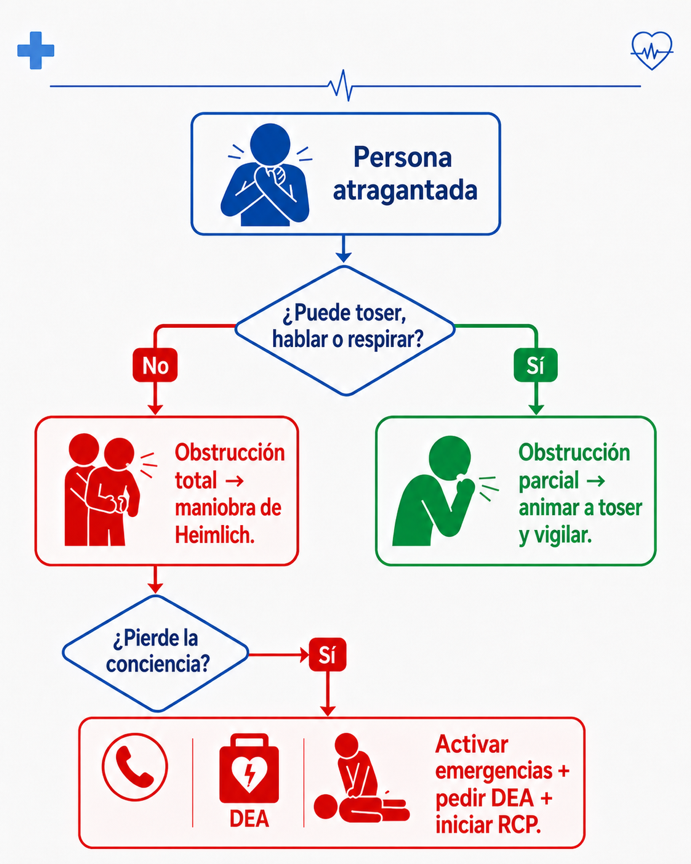 Persona
atragantada
¿Puede toser,
hablar o respirar?
No
Sí
Obstrucción
total →
maniobra de
Heimlich.
Obstrucción
parcial →
animar a toser
y vigilar.
¿Pierde la
conciencia?
Sí
DEA
Activar
emergencias +
pedir DEA +
iniciar RCP.